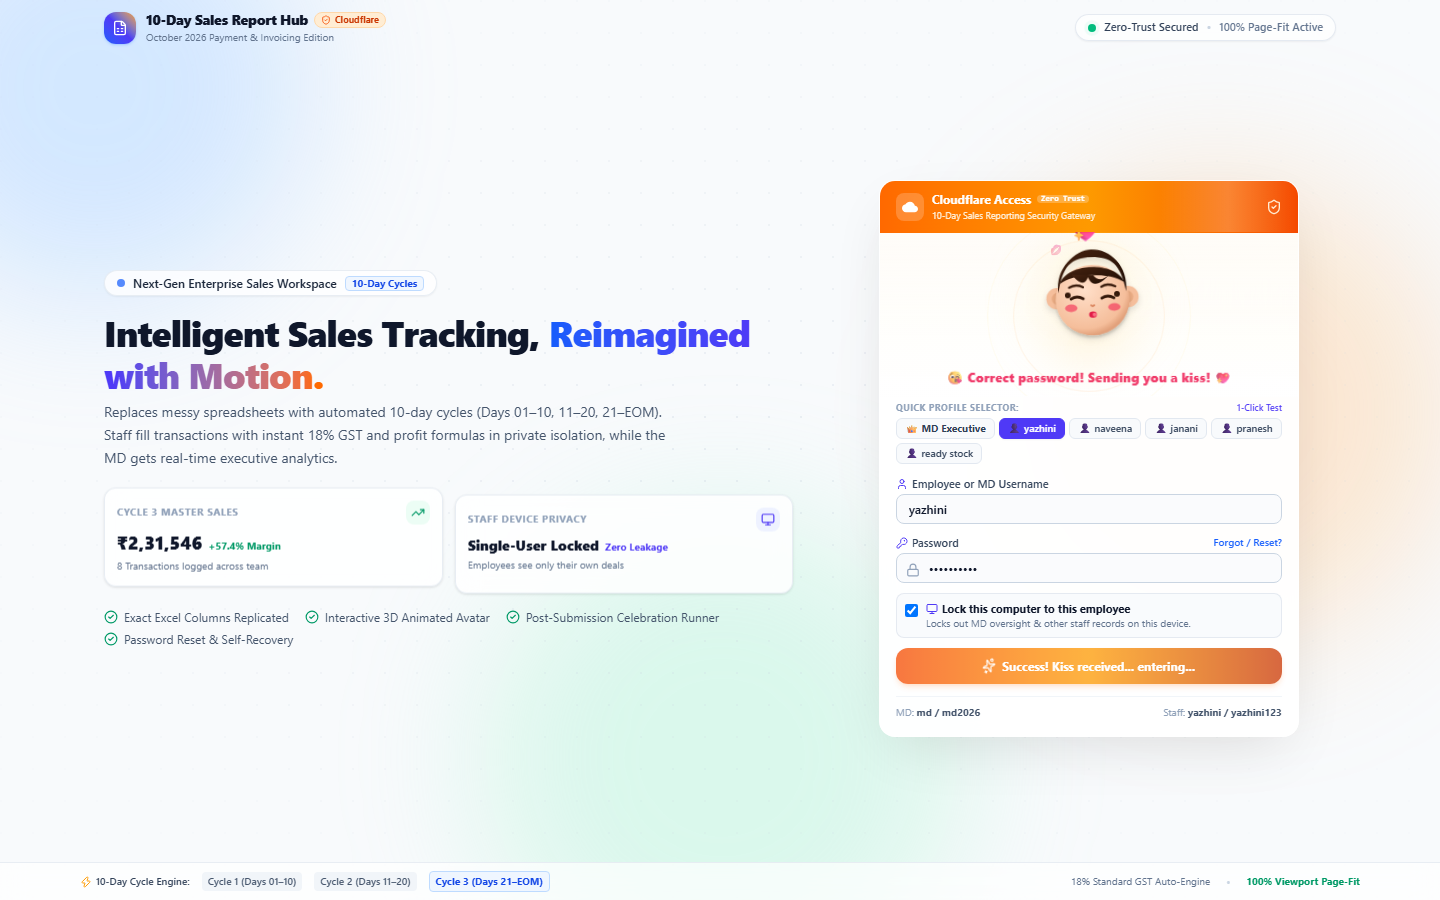 10-Day Sales Report Hub Cloudflare
October 2026 Payment & Invoicing Edition
Zero-Trust Secured • 100% Page-Fit Active
Next-Gen Enterprise Sales Workspace 10-Day Cycles
Intelligent Sales Tracking, Reimagined
with Motion.
Replaces messy spreadsheets with automated 10-day cycles (Days 01–10, 11–20, 21–EOM).
Staff fill transactions with instant 18% GST and profit formulas in private isolation, while the
MD gets real-time executive analytics.
CYCLE 3 MASTER SALES
₹2,31,546 +57.4% Margin
8 Transactions logged across team
STAFF DEVICE PRIVACY
Single-User Locked Zero Leakage
Employees see only their own deals
Exact Excel Columns Replicated Interactive 3D Animated Avatar Post-Submission Celebration Runner
Password Reset & Self-Recovery
Cloudflare Access Zero Trust
10-Day Sales Reporting Security Gateway
😘 Correct password! Sending you a kiss! 💖
QUICK PROFILE SELECTOR: 1-Click Test
👑 MD Executive 👤 yazhini 👤 naveena 👤 janani 👤 pranesh
👤 ready stock
Employee or MD Username
yazhini
Password Forgot / Reset?
••••••••••
Lock this computer to this employee
Locks out MD oversight & other staff records on this device.
Success! Kiss received... entering...
MD: md / md2026 Staff: yazhini / yazhini123
10-Day Cycle Engine: Cycle 1 (Days 01–10) Cycle 2 (Days 11–20) Cycle 3 (Days 21–EOM)
18% Standard GST Auto-Engine • 100% Viewport Page-Fit